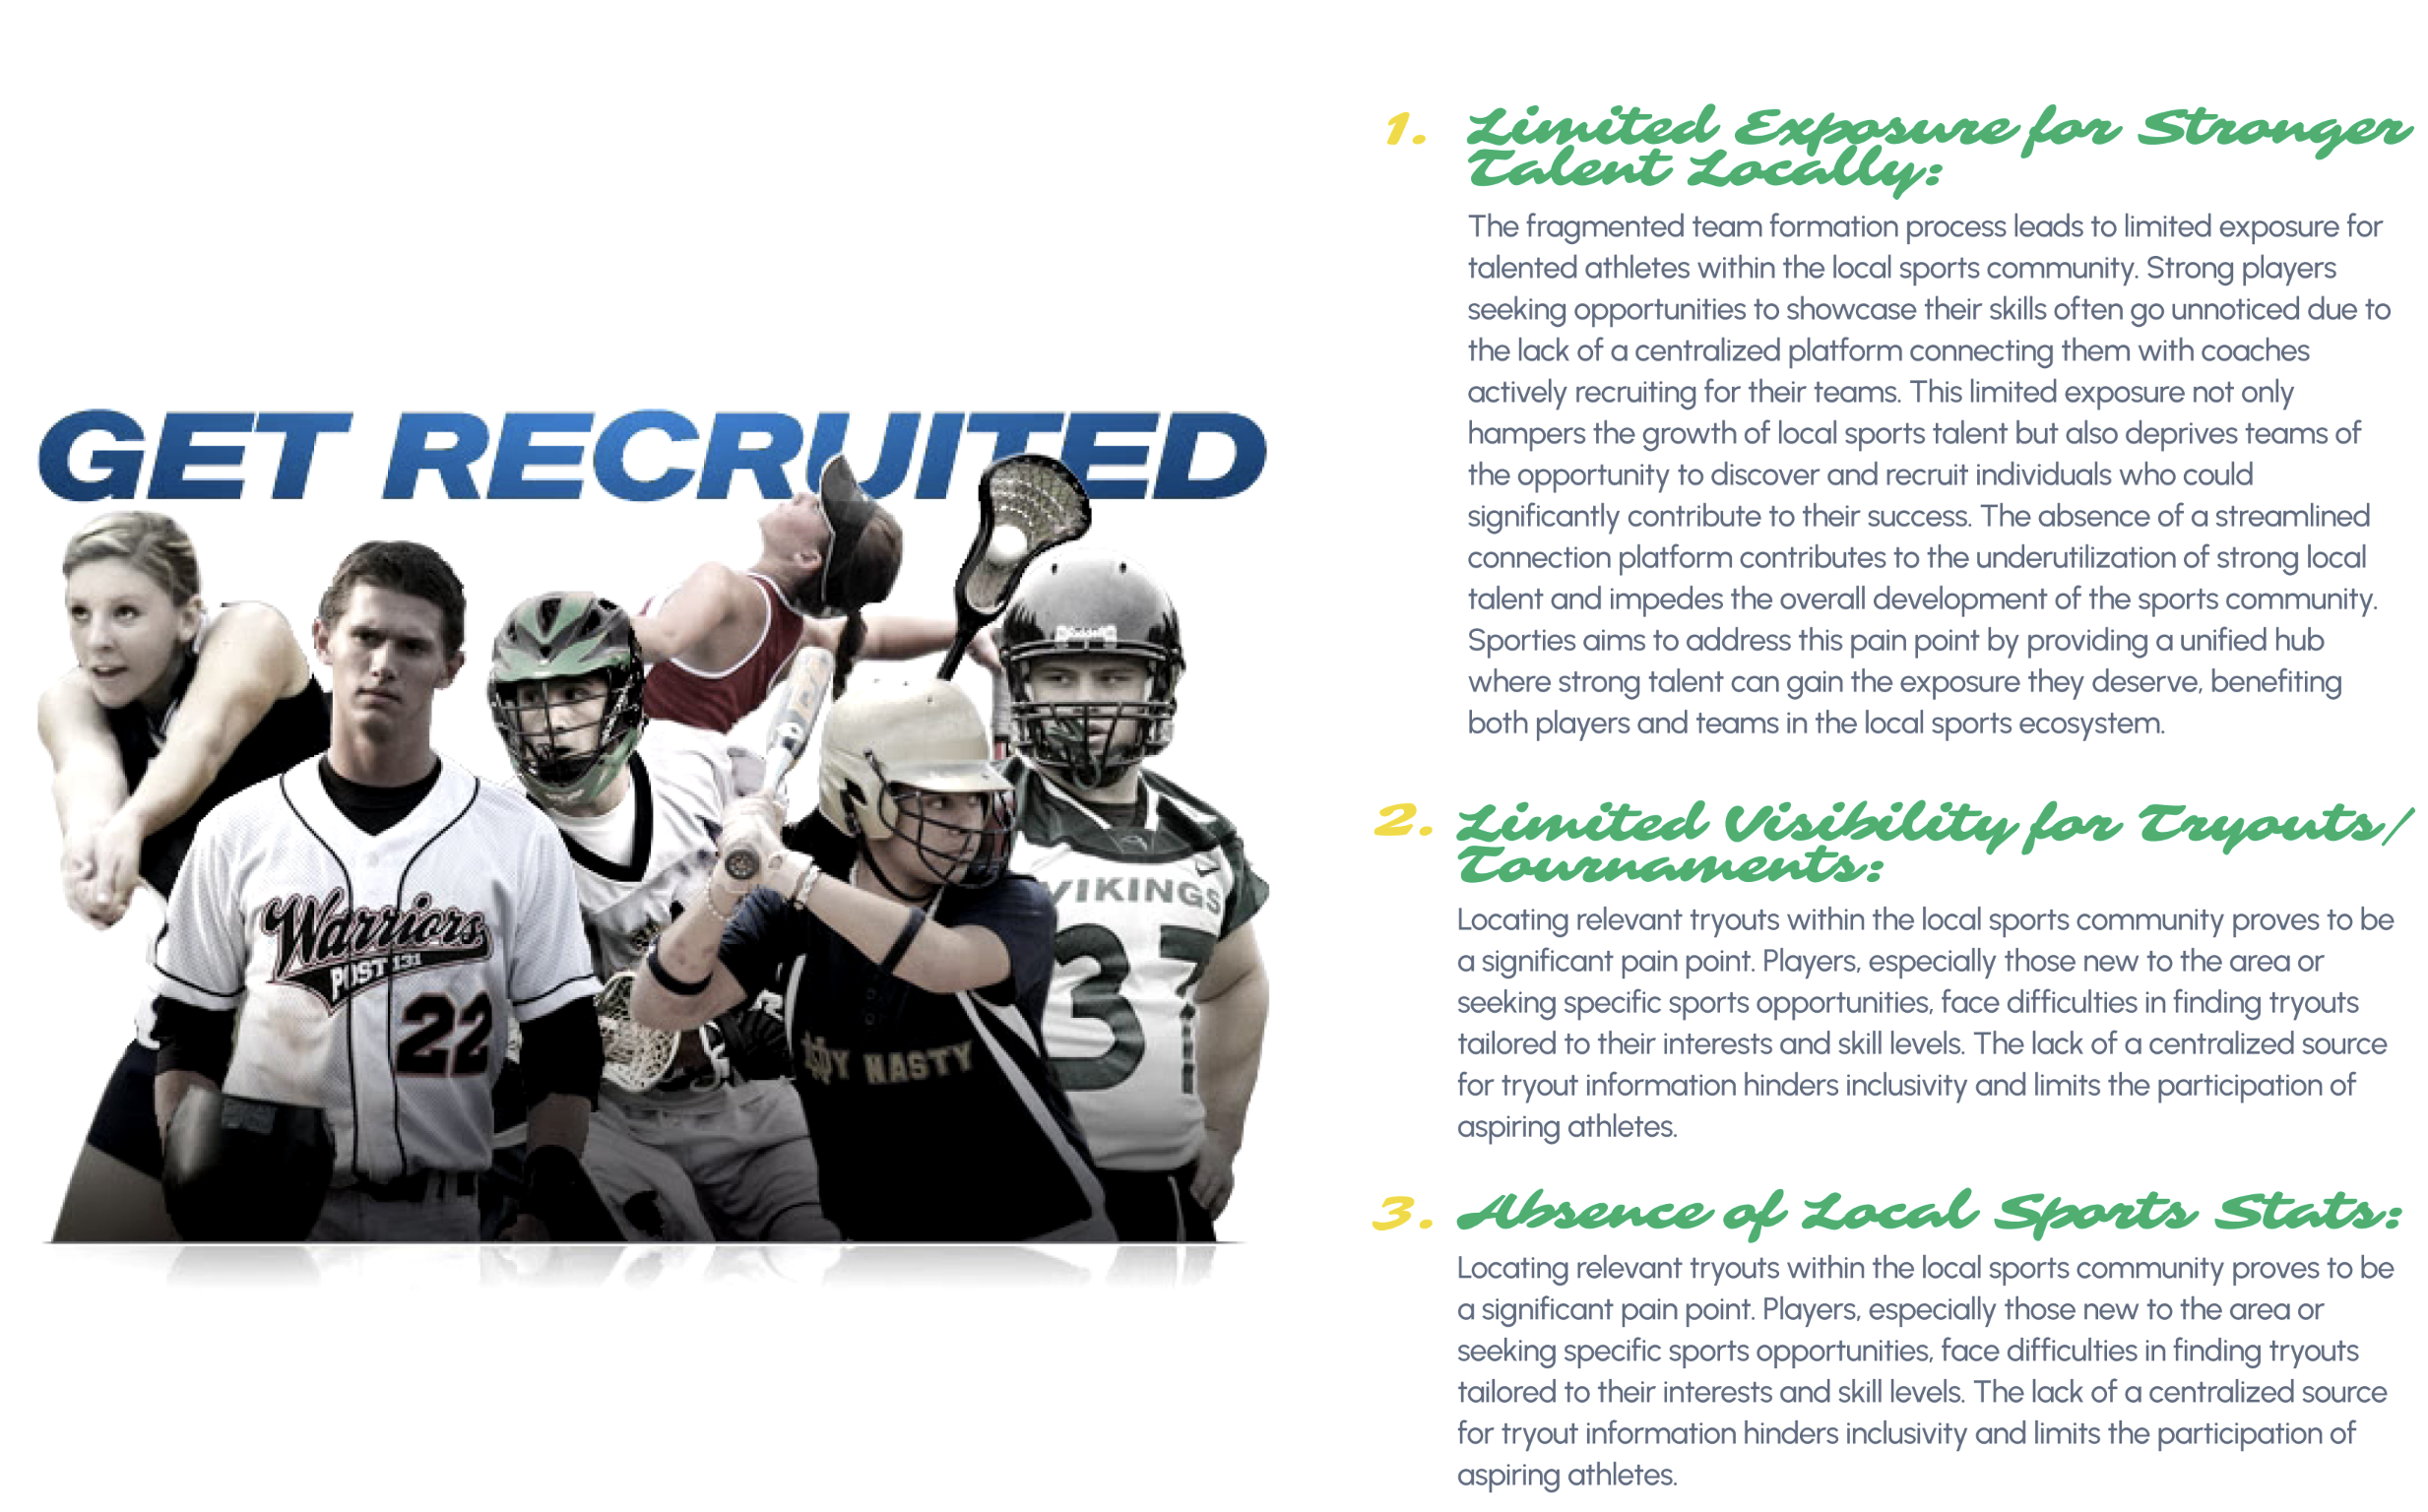 GET RECRUITED
Warriors
POST 131
22
NASTY
VIKINGS
37
Riddell
1. Limited Exposure for Stronger
Talent Locally:
The fragmented team formation process leads to limited exposure for
talented athletes within the local sports community. Strong players
seeking opportunities to showcase their skills often go unnoticed due to
the lack of a centralized platform connecting them with coaches
actively recruiting for their teams. This limited exposure not only
hampers the growth of local sports talent but also deprives teams of
the opportunity to discover and recruit individuals who could
significantly contribute to their success. The absence of a streamlined
connection platform contributes to the underutilization of strong local
talent and impedes the overall development of the sports community.
Sporties aims to address this pain point by providing a unified hub
where strong talent can gain the exposure they deserve, benefiting
both players and teams in the local sports ecosystem.
2. Limited Visibility for Tryouts/
Tournaments:
Locating relevant tryouts within the local sports community proves to be
a significant pain point. Players, especially those new to the area or
seeking specific sports opportunities, face difficulties in finding tryouts
tailored to their interests and skill levels. The lack of a centralized source
for tryout information hinders inclusivity and limits the participation of
aspiring athletes.
3. Absence of Local Sports Stats:
Locating relevant tryouts within the local sports community proves to be
a significant pain point. Players, especially those new to the area or
seeking specific sports opportunities, face difficulties in finding tryouts
tailored to their interests and skill levels. The lack of a centralized source
for tryout information hinders inclusivity and limits the participation of
aspiring athletes.